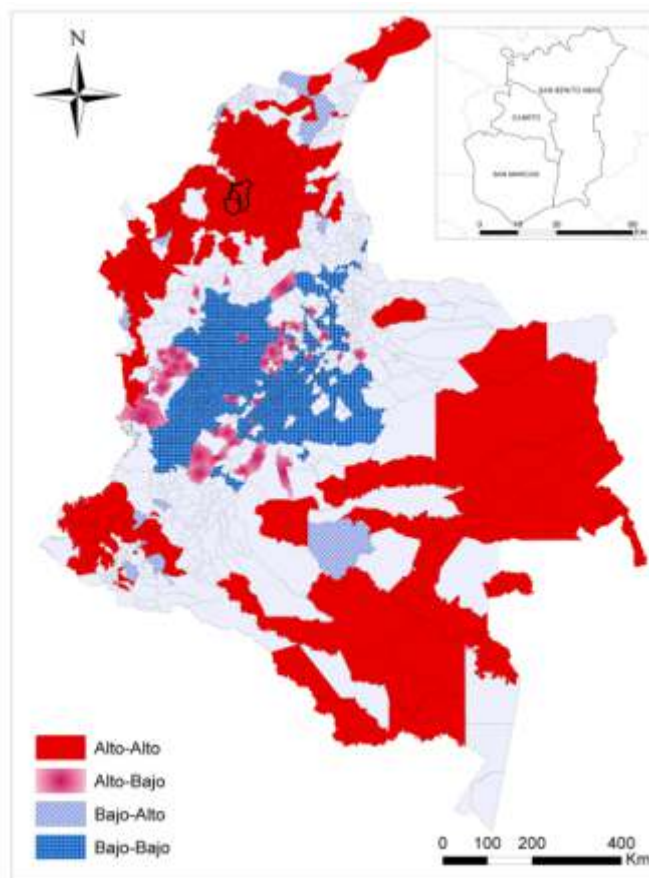 N
SAN BENITO ABAD
CAIMITO
SAN MARCOS
Km
Alto-Alto
Alto-Bajo
Bajo-Alto
Bajo-Bajo
0 100 200 400
Km